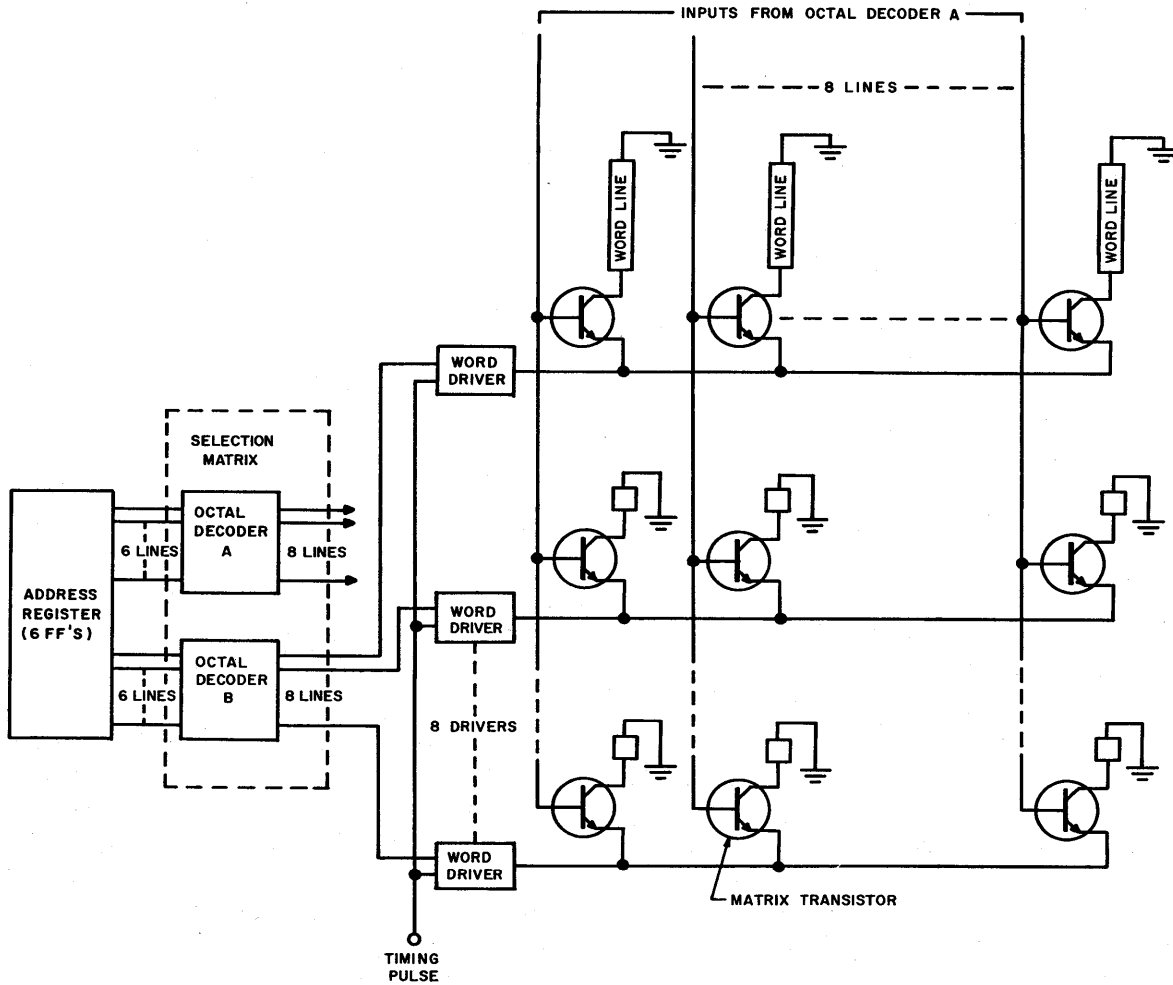 INPUTS FROM OCTAL DECODER A
8 LINES
WORD LINE
WORD LINE
WORD LINE
WORD
DRIVER
SELECTION
MATRIX
ADDRESS
REGISTER
(6 FF'S)
6 LINES
OCTAL
DECODER
A
8 LINES
6 LINES
OCTAL
DECODER
B
8 LINES
WORD
DRIVER
8 DRIVERS
WORD
DRIVER
MATRIX TRANSISTOR
TIMING
PULSE